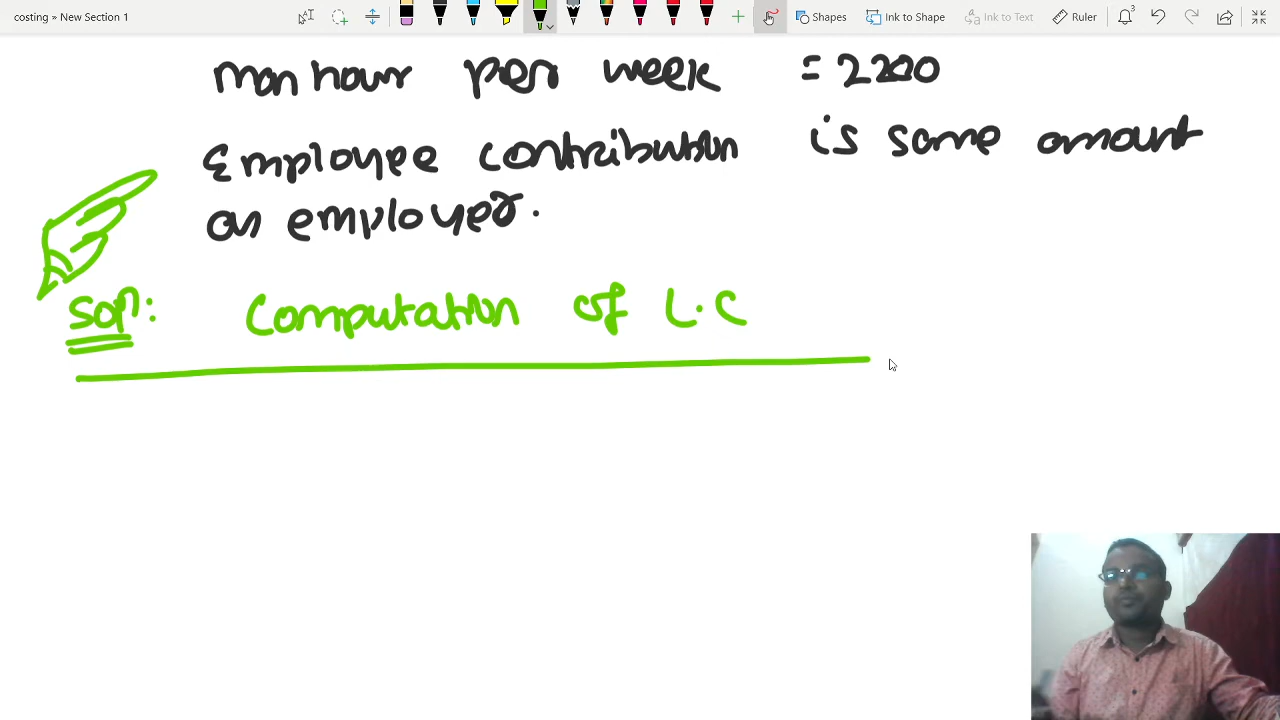 costing » New Section 1
Shapes Ink to Shape Ink to Text Ruler
man hour per week = 2200
Employee contribution is same amount
as employer.
Sol: Computation of L.C